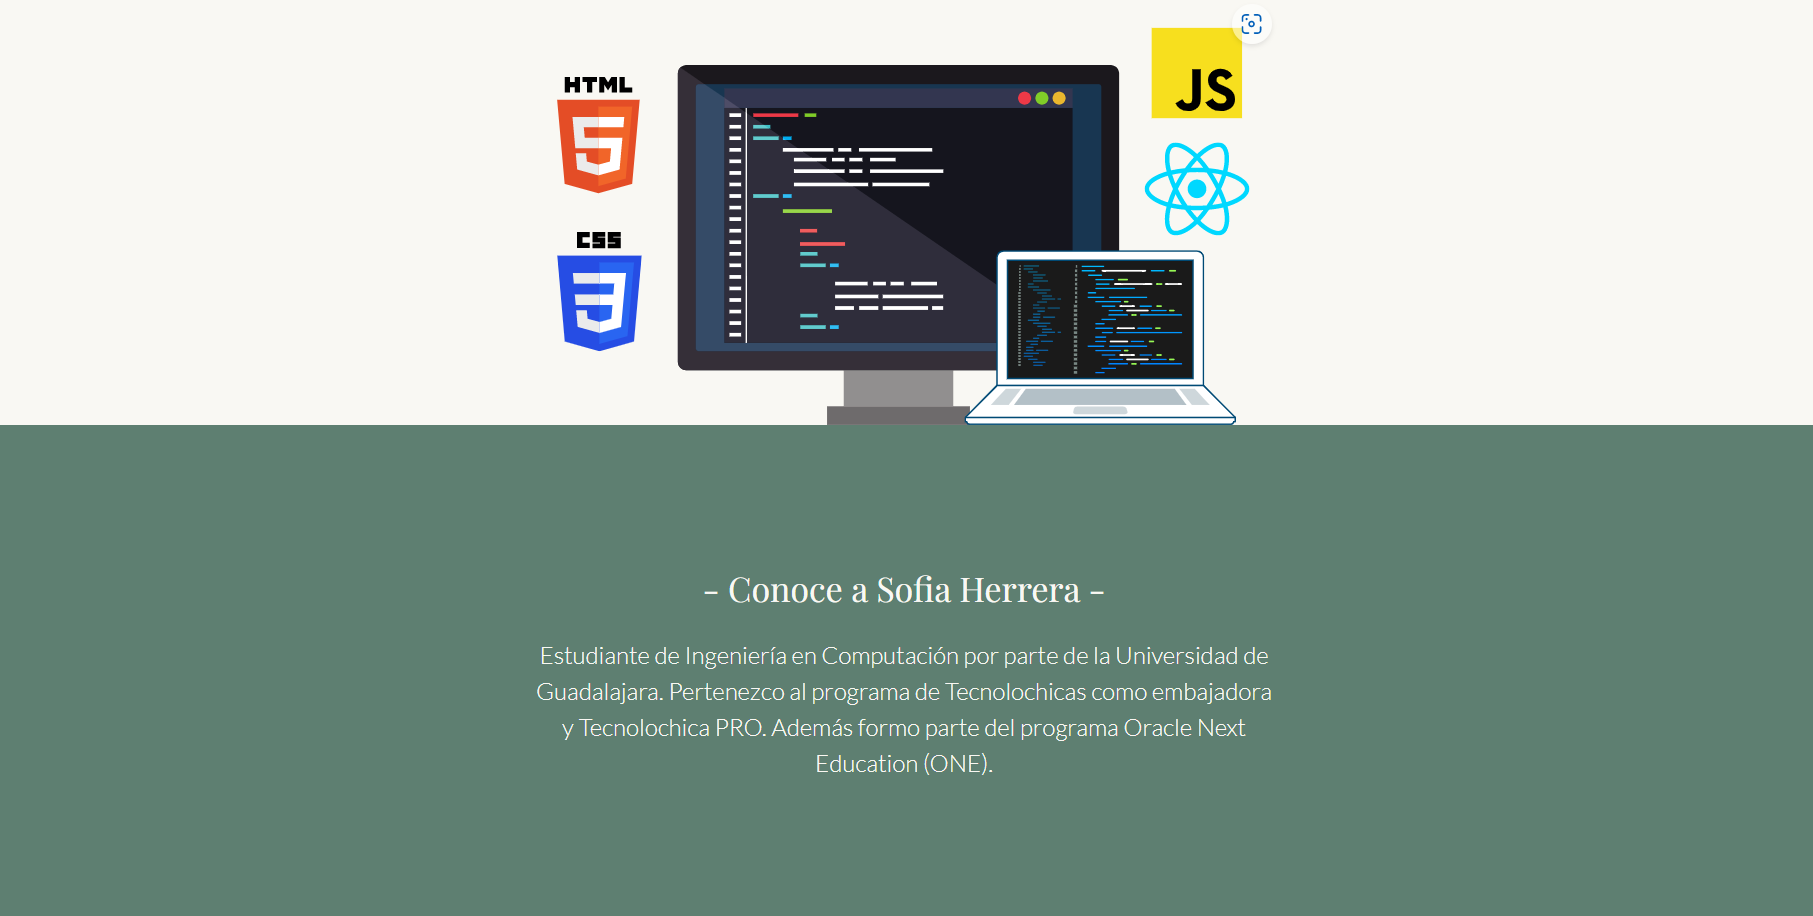 HTML
5
CSS
3
JS
- Conoce a Sofia Herrera -
Estudiante de Ingeniería en Computación por parte de la Universidad de
Guadalajara. Pertenezco al programa de Tecnolochicas como embajadora
y Tecnolochica PRO. Además formo parte del programa Oracle Next
Education (ONE).